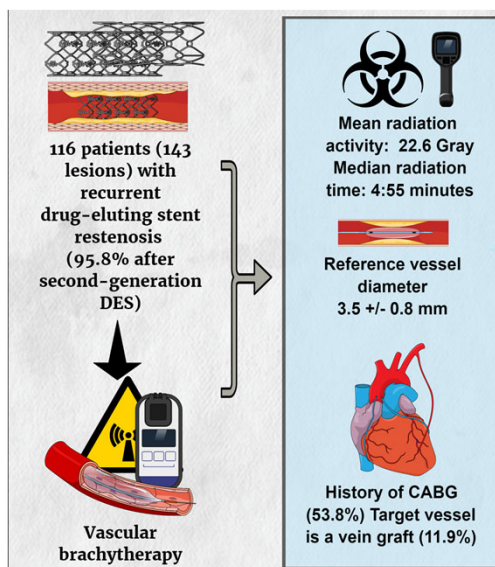 116 patients (143
lesions) with
recurrent
drug-eluting stent
restenosis
(95.8% after
second-generation
DES)
Vascular
brachytherapy
Mean radiation
activity: 22.6 Gray
Median radiation
time: 4:55 minutes
Reference vessel
diameter
3.5 +/- 0.8 mm
History of CABG
(53.8%) Target vessel
is a vein graft (11.9%)